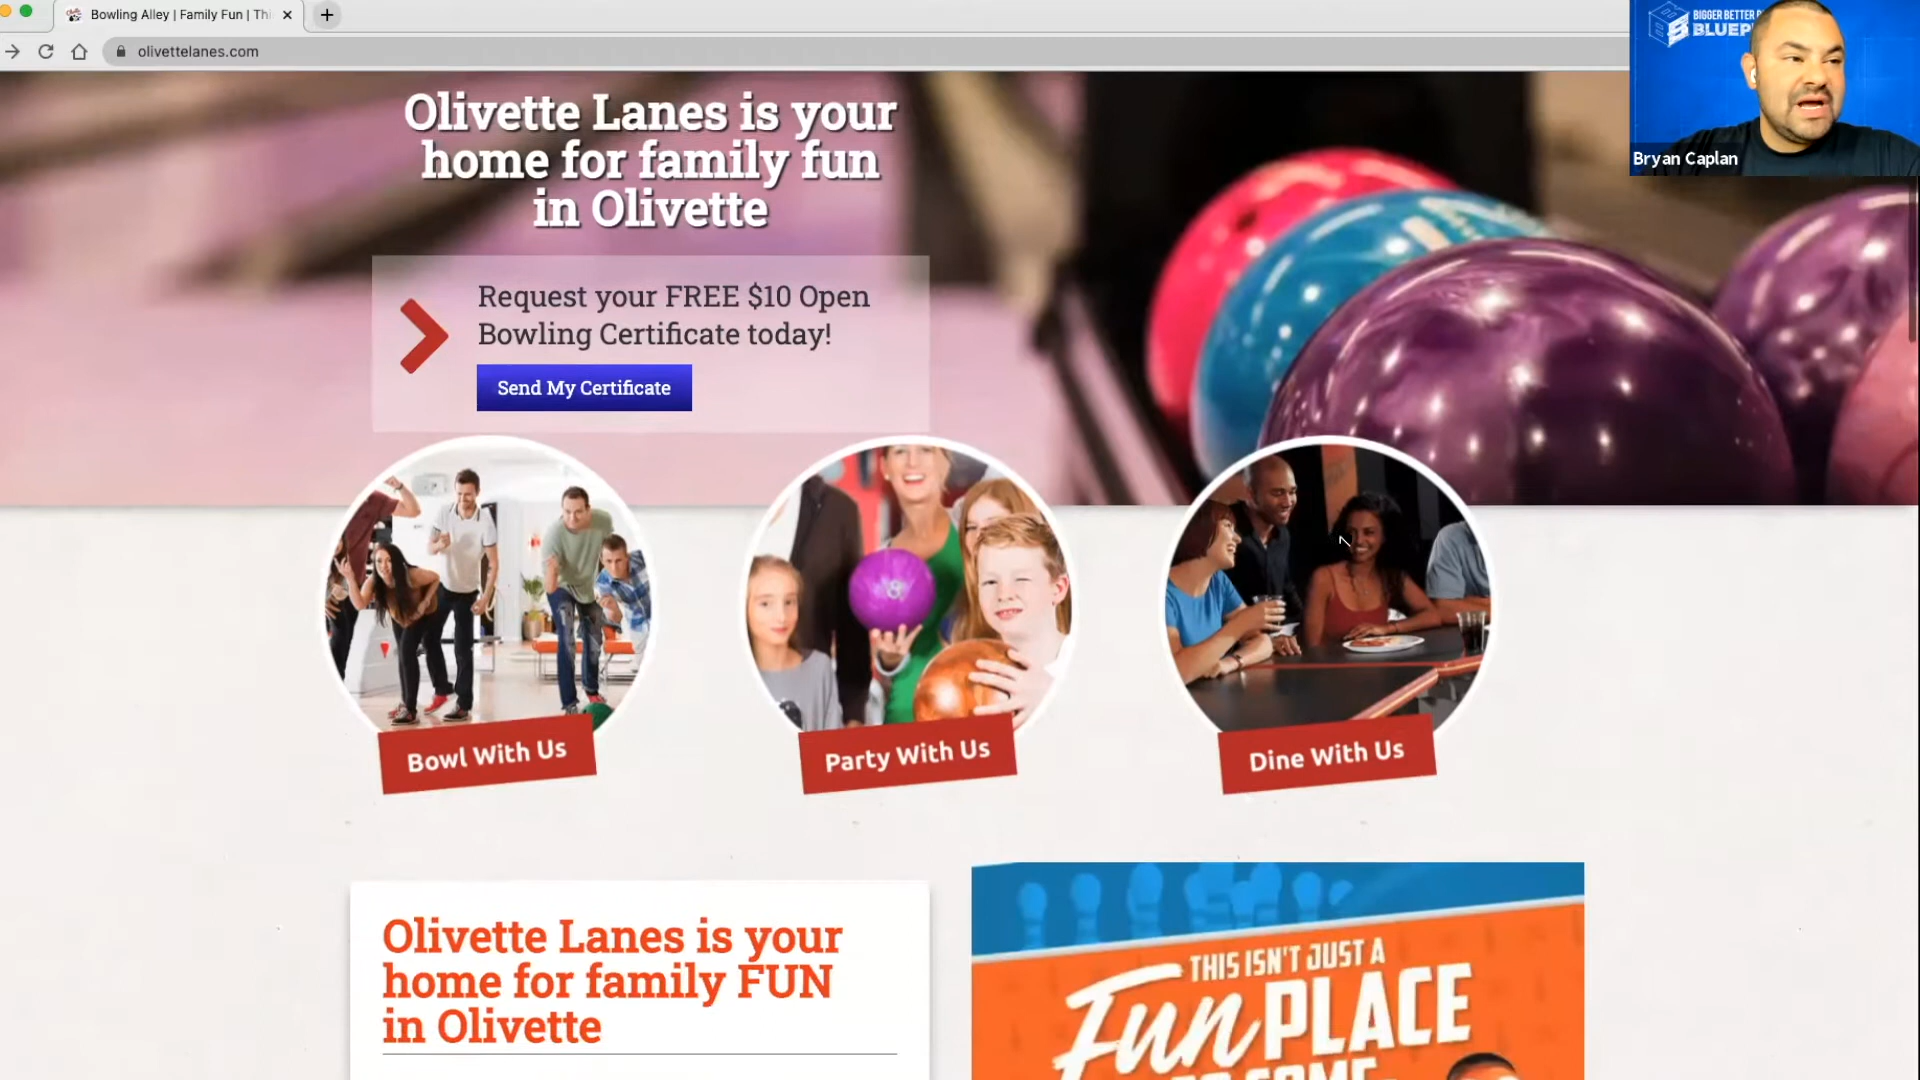 Bowling Alley | Family Fun | Thi
olivettelanes.com
BIGGER BETTER
BLUEP
Bryan Caplan
Olivette Lanes is your
home for family fun
in Olivette
Request your FREE $10 Open
Bowling Certificate today!
Send My Certificate
Bowl With Us
Party With Us
Dine With Us
Olivette Lanes is your
home for family FUN
in Olivette
THIS ISN'T JUST A
Fun PLACE
TO COME